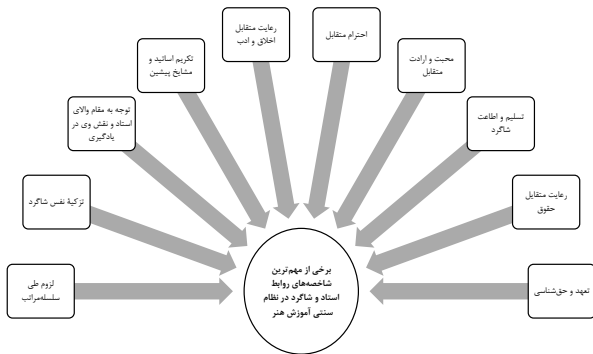 احترام متقابل
رعایت متقابل
اخلاق و ادب
محبت و ارادت
متقابل
تکریم اساتید و
مشایخ پیشین
تسلیم و اطاعت
شاگرد
توجه به مقام والای
استاد و نقش وی در
یادگیری
رعایت متقابل
حقوق
تزکیۀ نفس شاگرد
تعهد و حق‌شناسی
لزوم طی
سلسله‌مراتب
برخی از مهم‌ترین
شاخصه‌های روابط
استاد و شاگرد در نظام
سنتی آموزش هنر